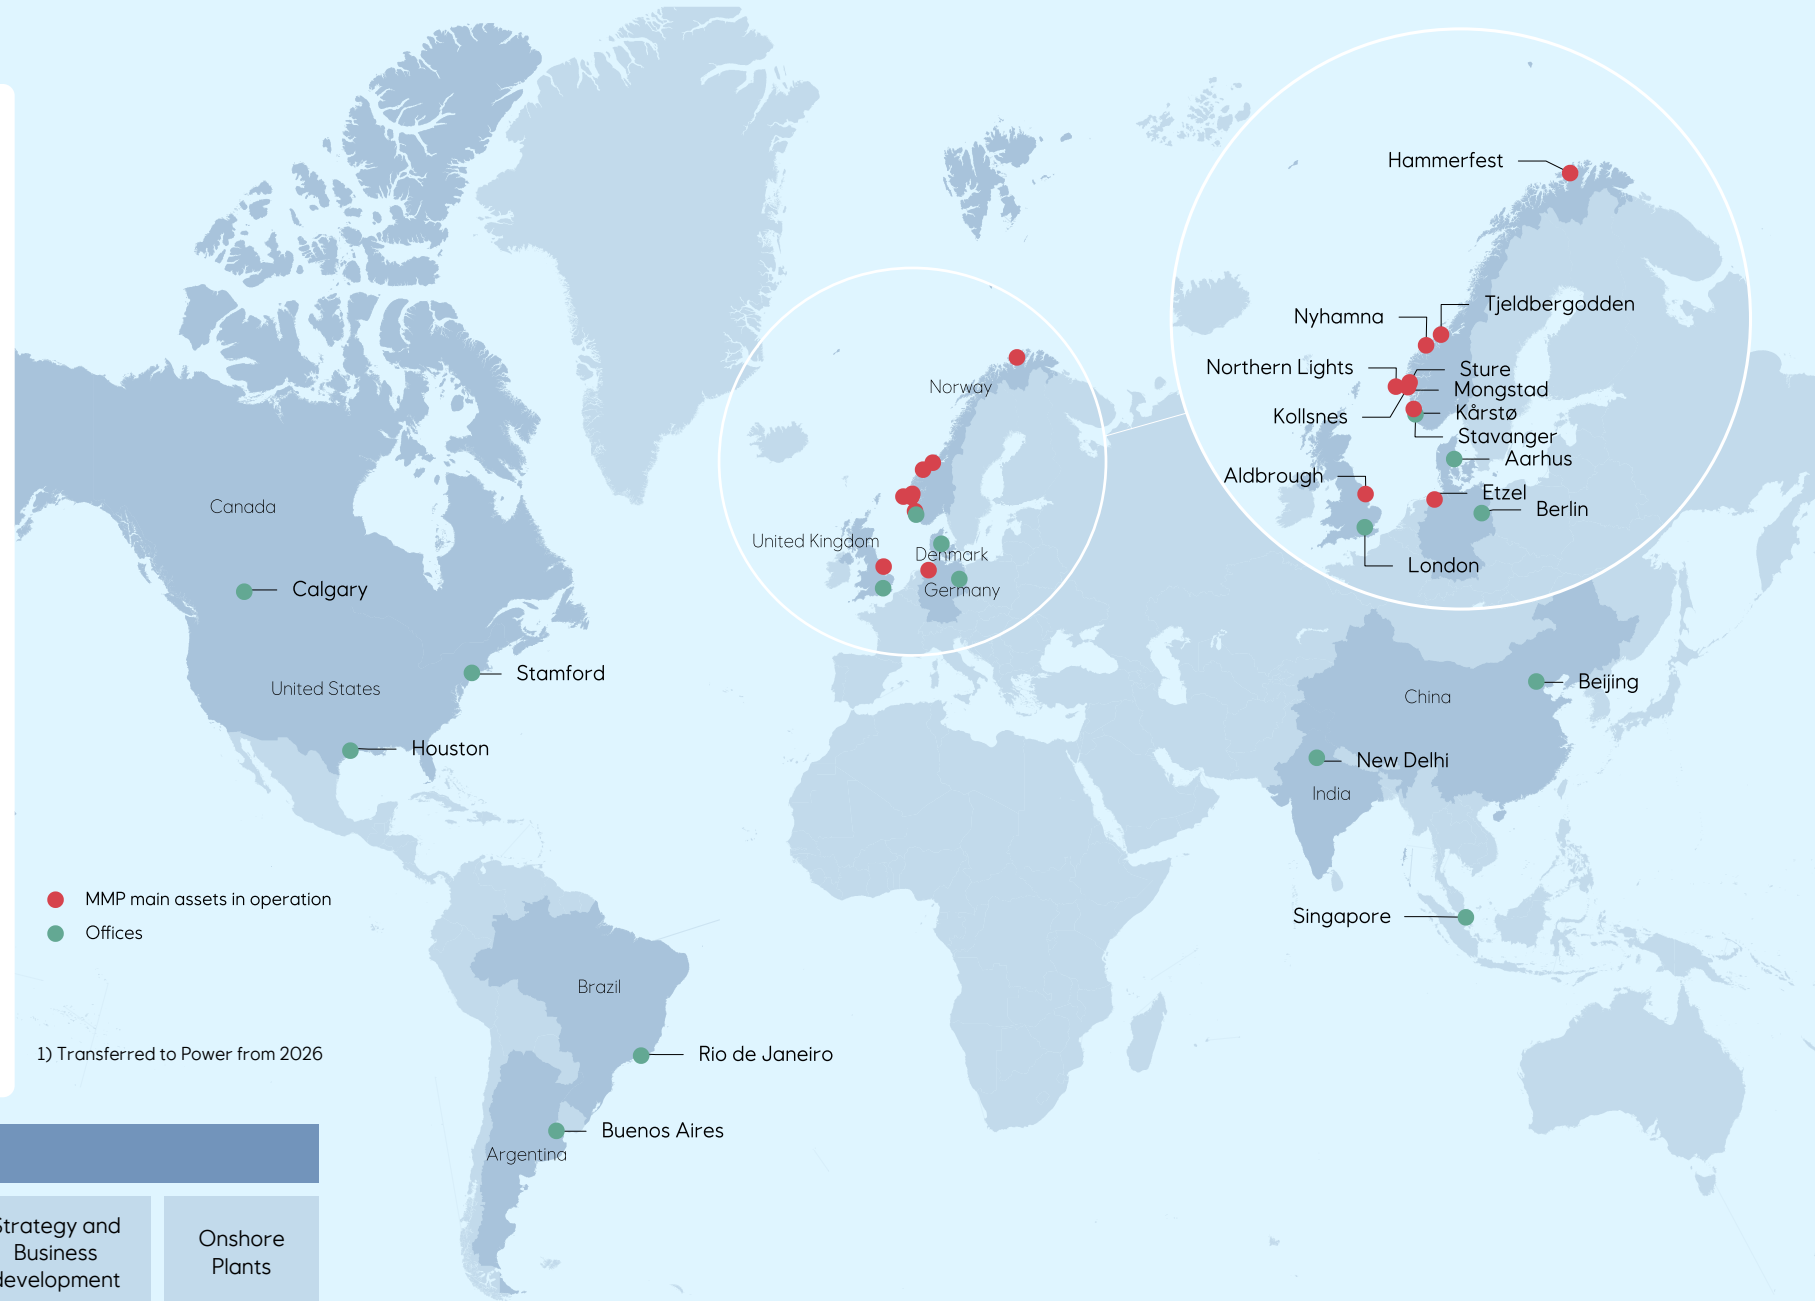 Hammerfest
Tjeldbergodden
Nyhamna
Northern Lights
Sture
Mongstad
Kollsnes
Kårstø
Stavanger
Aarhus
Aldbrough
Etzel
Berlin
London
Norway
United Kingdom
Denmark
Germany
Canada
Calgary
Stamford
United States
Houston
Beijing
China
New Delhi
India
MMP main assets in operation
Offices
Singapore
Brazil
1) Transferred to Power from 2026
Rio de Janeiro
Buenos Aires
Argentina
Strategy and
Business
development
Onshore
Plants